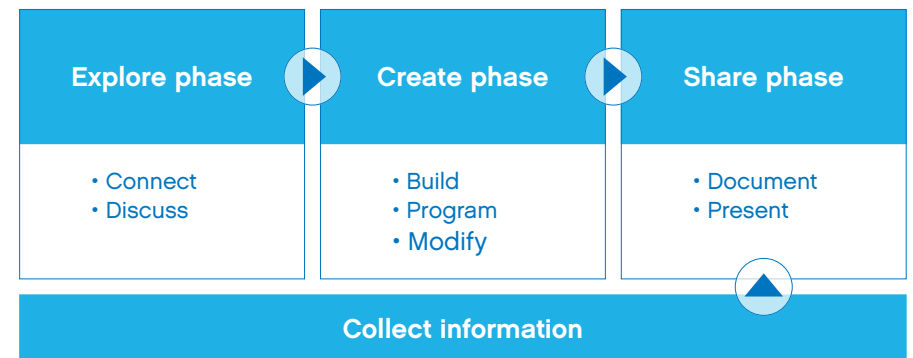 Explore phase
• Connect
• Discuss
Create phase
• Build
• Program
• Modify
Share phase
• Document
• Present
Collect information